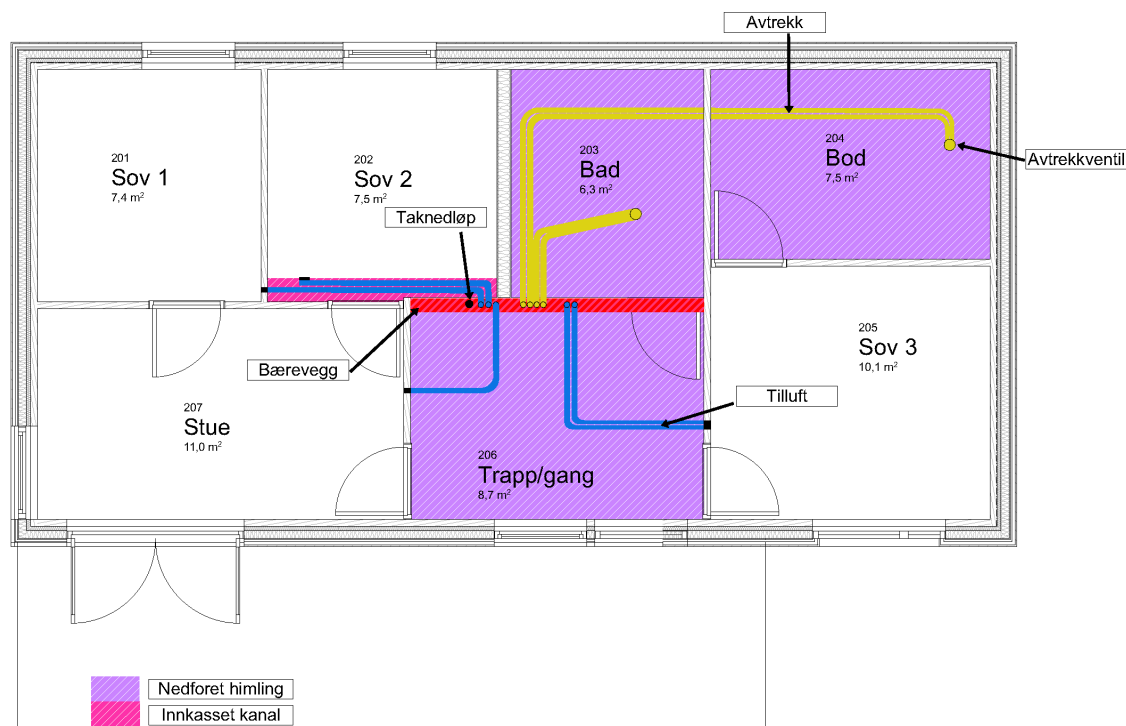 Avtrekk
201
Sov 1
7,4 m²
202
Sov 2
7,5 m²
203
Bad
6,3 m²
204
Bod
7,5 m²
Avtrekkventil
Taknedløp
Bærevegg
205
Sov 3
10,1 m²
207
Stue
11,0 m²
Tilluft
206
Trapp/gang
8,7 m²
Nedforet himling
Innkasset kanal